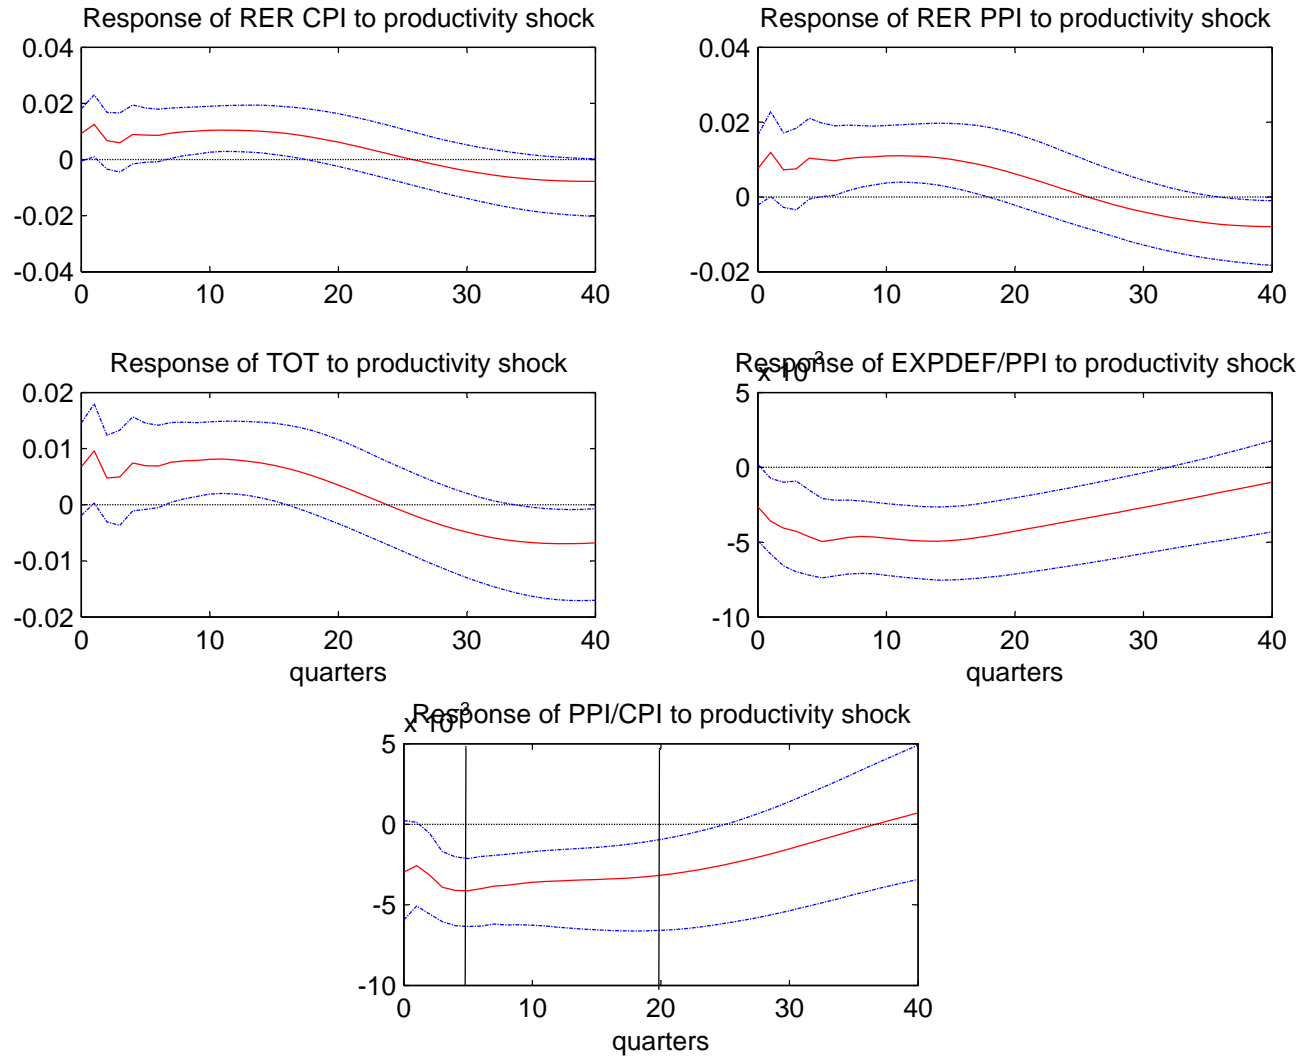 Response of RER CPI to productivity shock
0.04
0.02
0
-0.02
-0.04
0 10 20 30 40
Response of RER PPI to productivity shock
0.04
0.02
0
-0.02
0 10 20 30 40
Response of TOT to productivity shock
0.02
0.01
0
-0.01
-0.02
0 10 20 30 40
quarters
Response of EXPDEF/PPI to productivity shock
x 10-3
5
0
-5
-10
0 10 20 30 40
quarters
Response of PPI/CPI to productivity shock
x 10-3
5
0
-5
-10
0 10 20 30 40
quarters